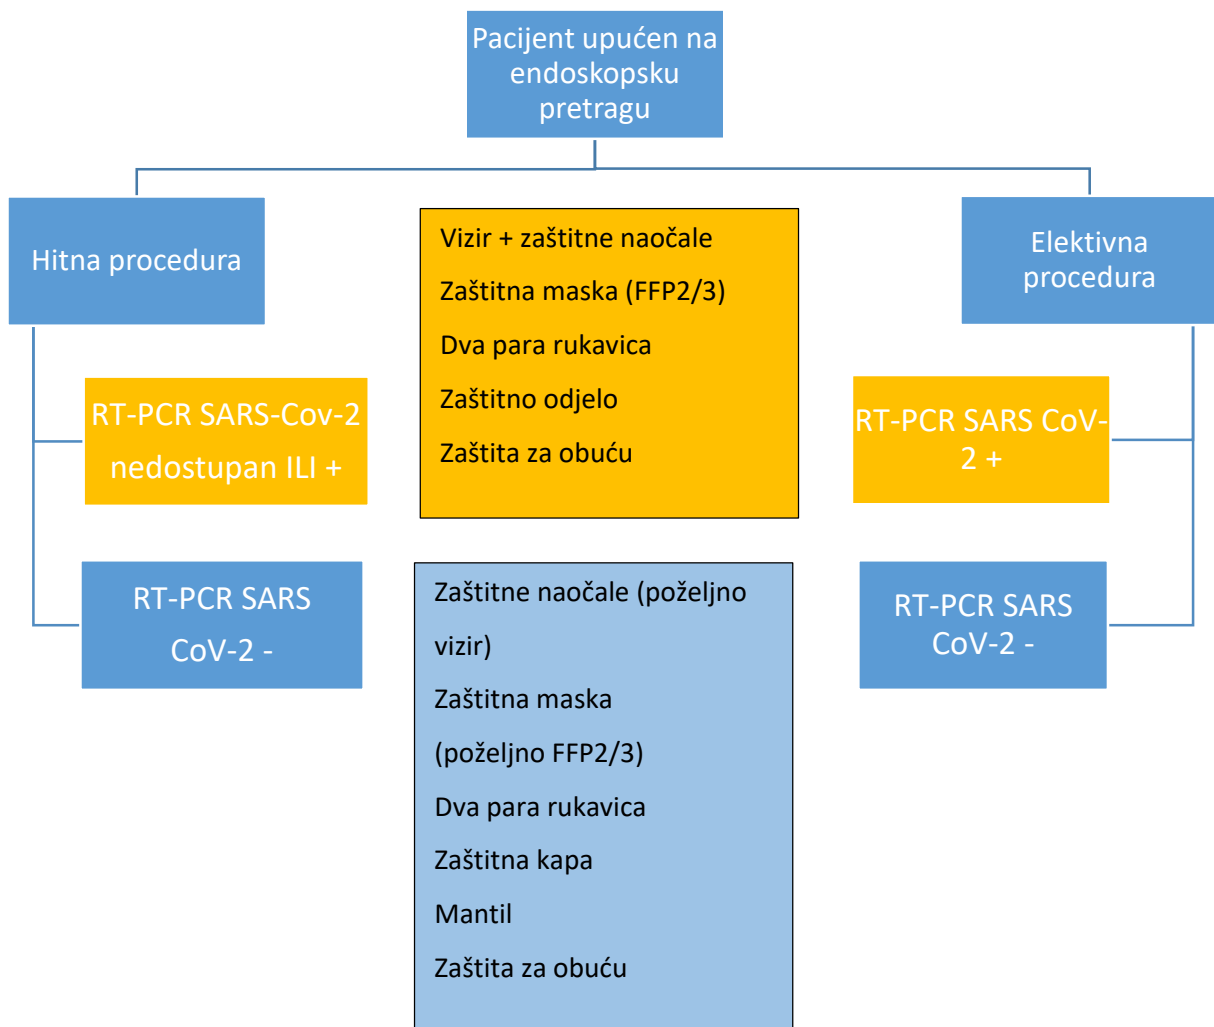 Pacijent upućen na
endoskopsku
pretragu
Hitna procedura
Vizir + zaštitne naočale
Zaštitna maska (FFP2/3)
Dva para rukavica
Zaštitno odjelo
Zaštita za obuću
Elektivna
procedura
RT-PCR SARS-Cov-2
nedostupan ILI +
RT-PCR SARS CoV-
2 +
RT-PCR SARS
CoV-2 -
Zaštitne naočale (poželjno
vizir)
Zaštitna maska
(poželjno FFP2/3)
Dva para rukavica
Zaštitna kapa
Mantil
Zaštita za obuću
RT-PCR SARS
CoV-2 -